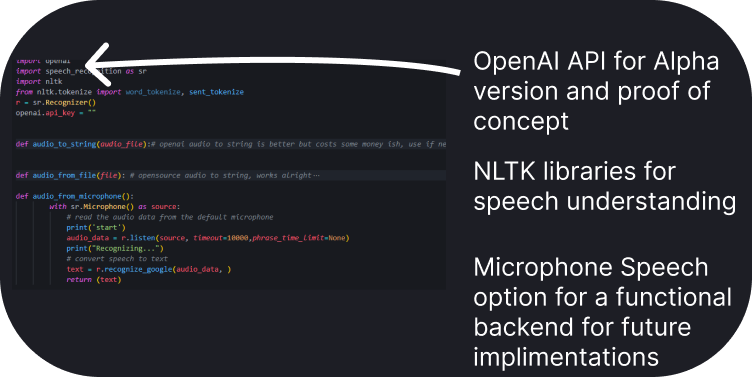 import openai
import speech_recognition as sr
import nltk
from nltk.tokenize import word_tokenize, sent_tokenize
r = sr.Recognizer()
openai.api_key = ""
def audio_to_string(audio_file):# openai audio to string is better but costs some money ish, use if ne
def audio_from_file(file): # opensource audio to string, works alright···
def audio_from_microphone():
with sr.Microphone() as source:
# read the audio data from the default microphone
print('start')
audio_data = r.listen(source, timeout=10000,phrase_time_limit=None)
print("Recognizing...")
# convert speech to text
text = r.recognize_google(audio_data, )
return (text)
OpenAI API for Alpha
version and proof of
concept
NLTK libraries for
speech understanding
Microphone Speech
option for a functional
backend for future
implimentations